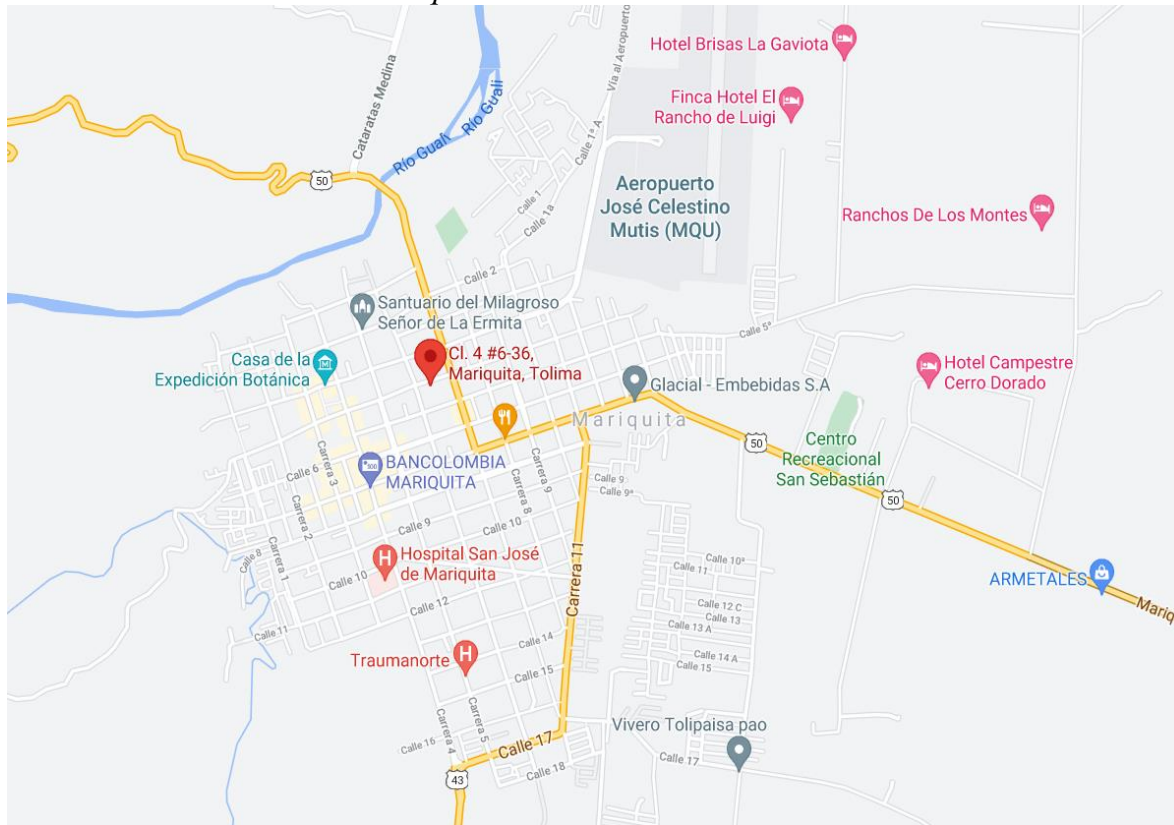 Hotel Brisas La Gaviota
Finca Hotel El
Rancho de Luigi
Vía al Aeropuerto
Cataratas Medina
Río Gualí
Río Gualí
50
Calle 1ª A.
Calle 1
Calle 1a
Aeropuerto
José Celestino
Mutis (MQU)
Ranchos De Los Montes
Calle 2
Santuario del Milagroso
Señor de La Ermita
Calle 5ª
Casa de la
Expedición Botánica
Cl. 4 #6-36,
Mariquita, Tolima
Glacial - Embebidas S.A
Hotel Campestre
Cerro Dorado
Mariquita
50
Centro
Recreacional
San Sebastián
50
Calle 6
Carrera 3
BANCOLOMBIA
MARIQUITA
Carrera 9
Carrera 8
Calle 9
Calle 9ª
Carrera 2
Calle 9
Calle 10
Calle 8
Carrera 1
Hospital San José
de Mariquita
Calle 10
Carrera 11
Calle 10ª
Calle 11
ARMETALES
Mariq
Calle 12
Calle 12 C
Calle 13
Calle 13 A
Calle 11
Calle 14
Calle 14 A
Calle 15
Traumanorte
Calle 15
Carrera 4
Carrera 5
Calle 16
Calle 17
Vivero Tolipaisa pao
Calle 17
Calle 18
43